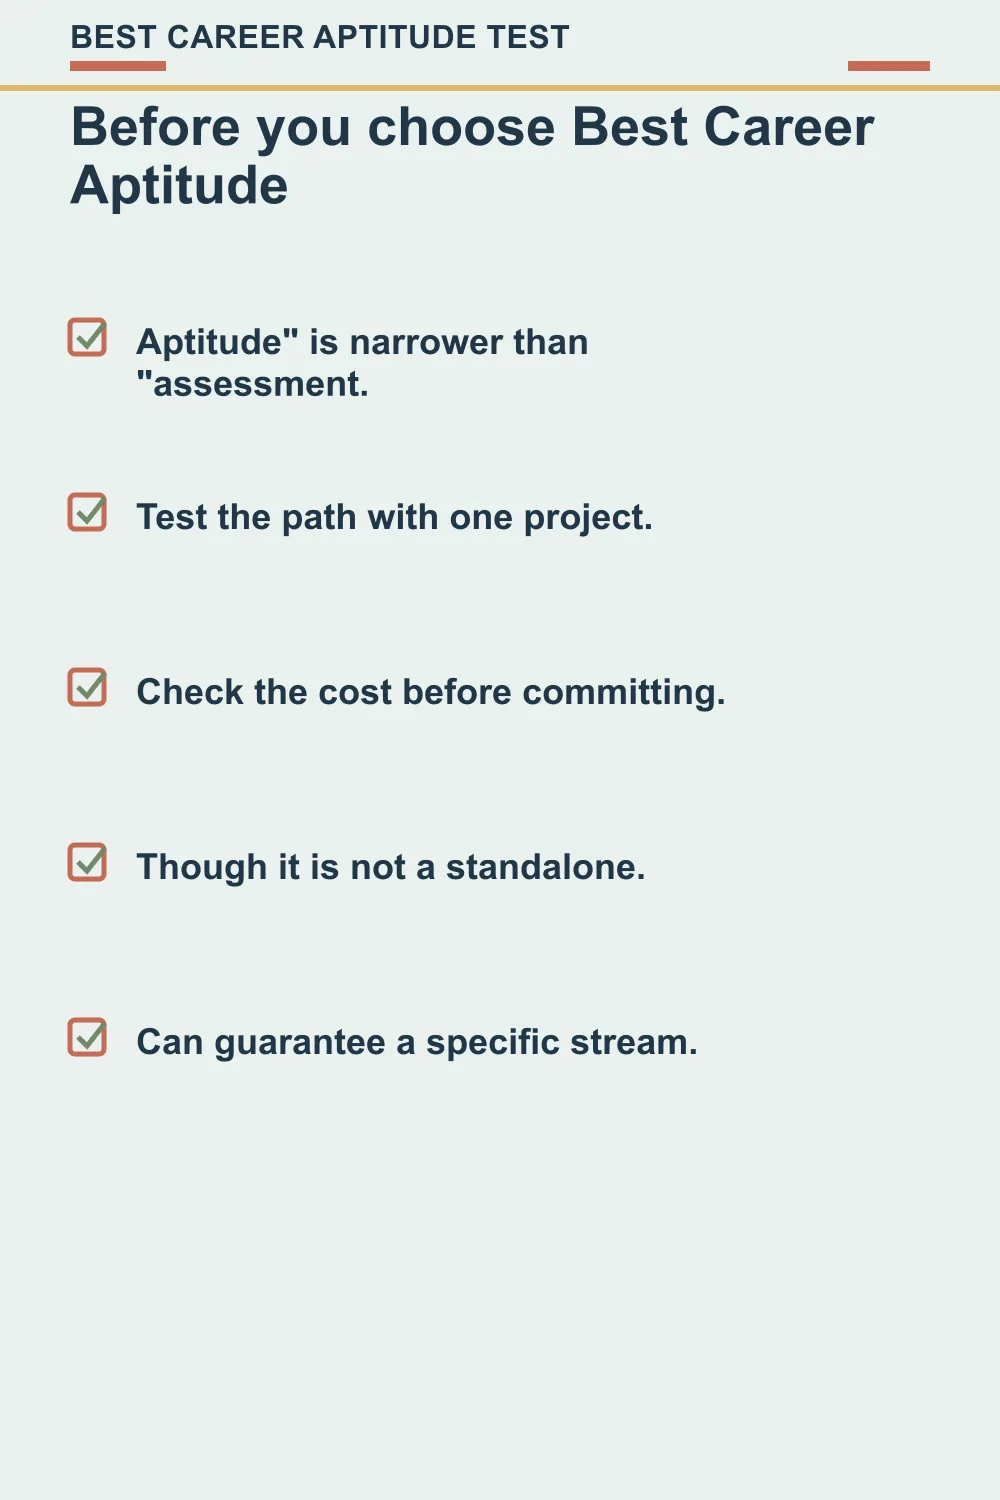 BEST CAREER APTITUDE TEST
Before you choose Best Career
Aptitude
Aptitude" is narrower than
"assessment.
Test the path with one project.
Check the cost before committing.
Though it is not a standalone.
Can guarantee a specific stream.